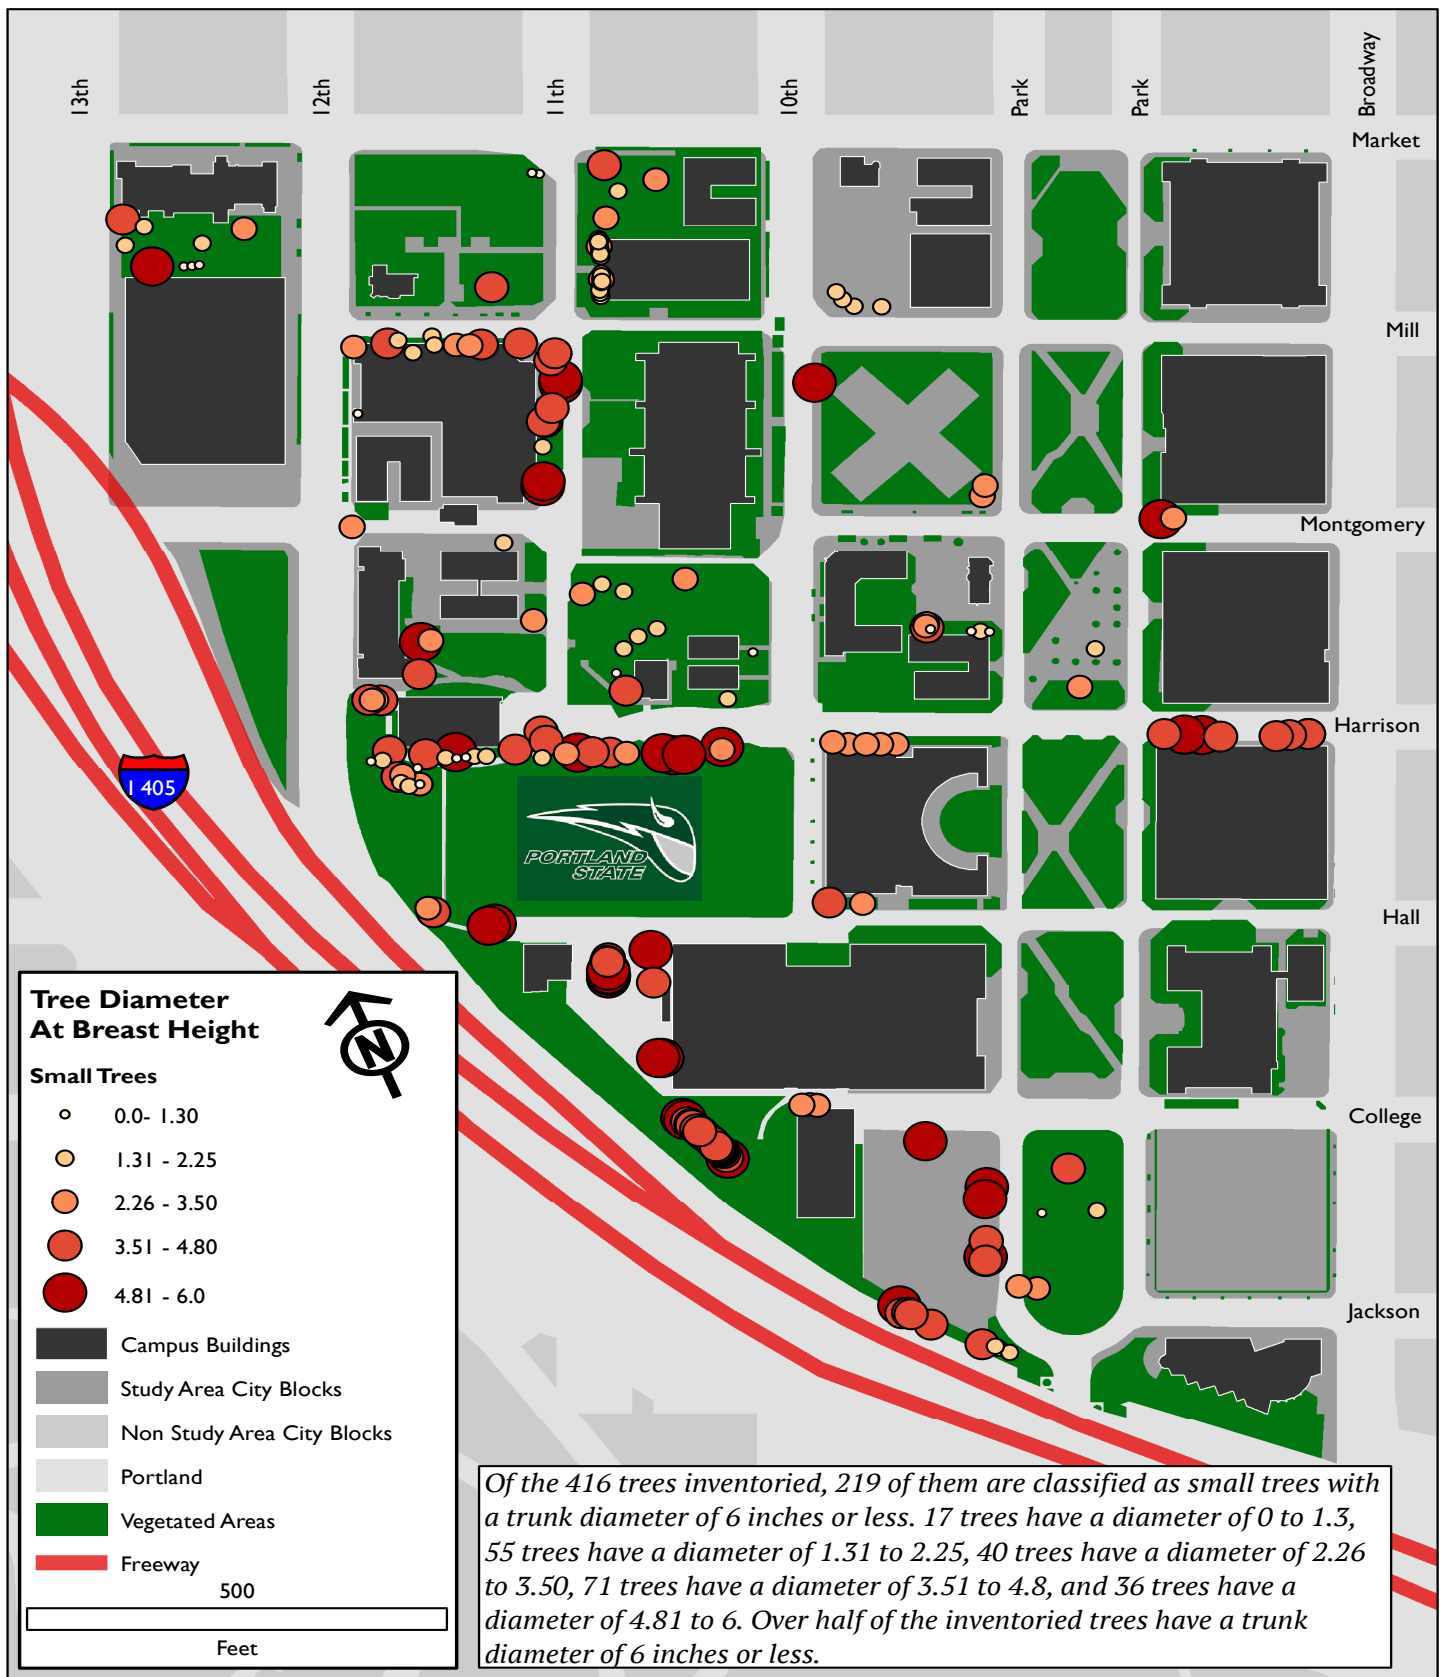 13th
12th
11th
10th
Park
Park
Broadway
Market
Mill
Montgomery
Harrison
I 405
PORTLAND
STATE
Hall
College
Jackson
Tree Diameter
At Breast Height
N
Small Trees
0.0- 1.30
1.31 - 2.25
2.26 - 3.50
3.51 - 4.80
4.81 - 6.0
Campus Buildings
Study Area City Blocks
Non Study Area City Blocks
Portland
Vegetated Areas
Freeway
500
Feet
Of the 416 trees inventoried, 219 of them are classified as small trees with
a trunk diameter of 6 inches or less. 17 trees have a diameter of 0 to 1.3,
55 trees have a diameter of 1.31 to 2.25, 40 trees have a diameter of 2.26
to 3.50, 71 trees have a diameter of 3.51 to 4.8, and 36 trees have a
diameter of 4.81 to 6. Over half of the inventoried trees have a trunk
diameter of 6 inches or less.